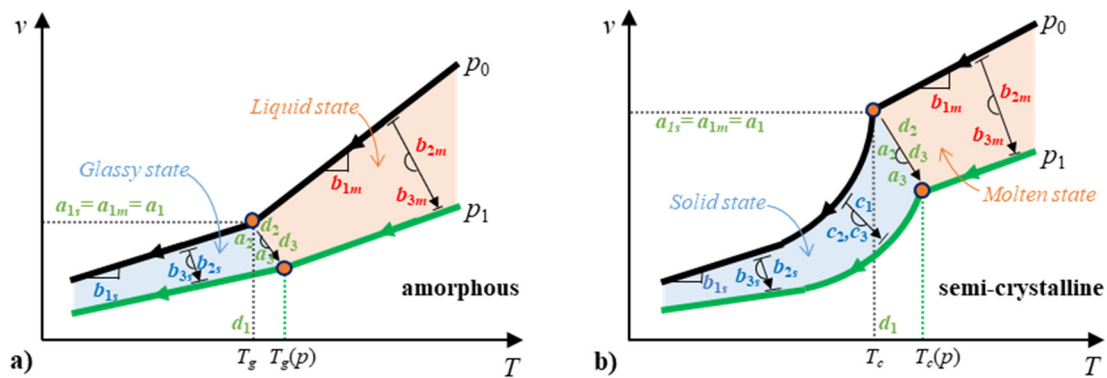 v
p0
Liquid state
b2m
b1m
b3m
Glassy state
p1
a1s = a1m = a1
a2 d2
a3 d3
b3s b2s
b1s
amorphous
d1
a)
Tg Tg(p)
T
v
p0
b1m
b2m
a1s = a1m = a1
d2
b3m
a2 d3
p1
a3
Molten state
Solid state
c1
c2, c3
b3s b2s
b1s
semi-crystalline
d1
b)
Tc Tc(p)
T